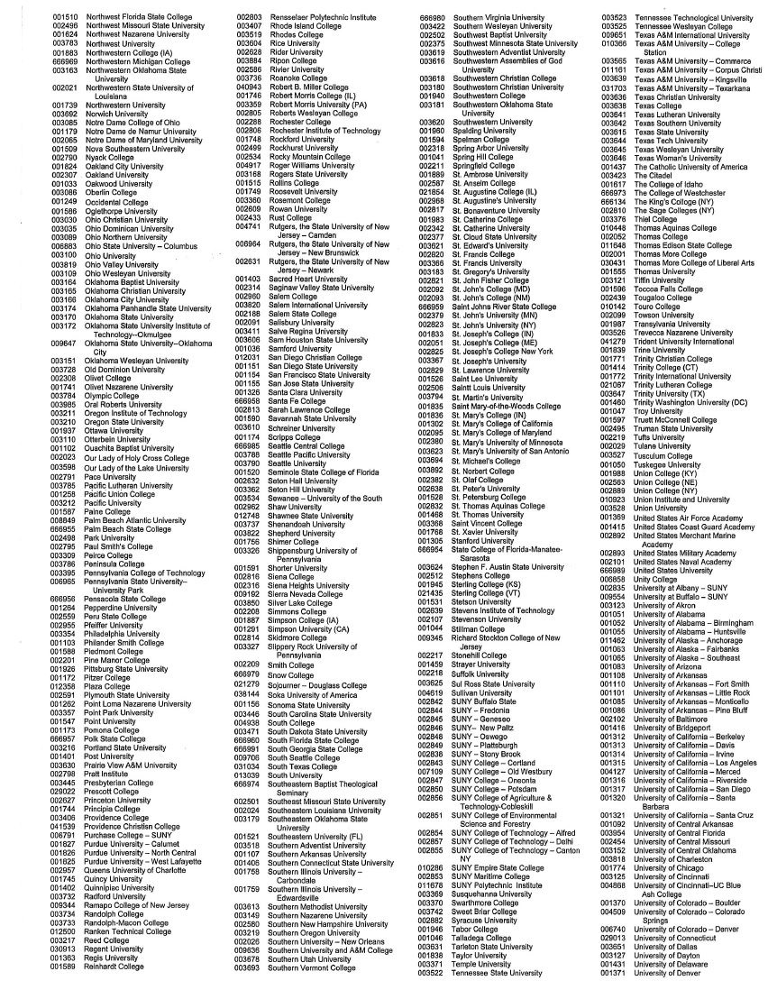 001510 Northwest Florida State College
002496 Northwest Missouri State University
001624 Northwest Nazarene University
003783 Northwest University
001883 Northwestern College (IA)
666969 Northwestern Michigan College
003163 Northwestern Oklahoma State
University
002021 Northwestern State University of
Louisiana
001739 Northwestern University
003692 Norwich University
003085 Notre Dame College of Ohio
001179 Notre Dame de Namur University
002065 Notre Dame of Maryland University
001509 Nova Southeastern University
002790 Nyack College
001824 Oakland City University
002307 Oakland University
001033 Oakwood University
003086 Oberlin College
001249 Occidental College
001586 Oglethorpe University
003030 Ohio Christian University
003035 Ohio Dominican University
003089 Ohio Northern University
006883 Ohio State University – Columbus
003100 Ohio University
003819 Ohio Valley University
003109 Ohio Wesleyan University
003164 Oklahoma Baptist University
003165 Oklahoma Christian University
003166 Oklahoma City University
003174 Oklahoma Panhandle State University
003170 Oklahoma State University
003172 Oklahoma State University Institute of
Technology--Okmulgee
009647 Oklahoma State University--Oklahoma
City
003151 Oklahoma Wesleyan University
003728 Old Dominion University
002308 Olivet College
001741 Olivet Nazarene University
003784 Olympic College
003985 Oral Roberts University
003211 Oregon Institute of Technology
003210 Oregon State University
001937 Ottawa University
003110 Otterbein University
001102 Ouachita Baptist University
002023 Our Lady of Holy Cross College
003598 Our Lady of the Lake University
002791 Pace University
003785 Pacific Lutheran University
001258 Pacific Union College
003212 Pacific University
001587 Paine College
008849 Palm Beach Atlantic University
666955 Palm Beach State College
002498 Park University
002795 Paul Smith's College
003309 Peirce College
003786 Peninsula College
003395 Pennsylvania College of Technology
006965 Pennsylvania State University–
University Park
666956 Pensacola State College
001264 Pepperdine University
002559 Peru State College
002955 Pfeiffer University
003354 Philadelphia University
001103 Philander Smith College
001588 Piedmont College
002201 Pine Manor College
001926 Pittsburg State University
001172 Pitzer College
012358 Plaza College
002591 Plymouth State University
001262 Point Loma Nazarene University
003357 Point Park University
001547 Point University
001173 Pomona College
666957 Polk State College
003216 Portland State University
001401 Post University
003630 Prairie View A&M University
002798 Pratt Institute
003445 Presbyterian College
029022 Prescott College
002627 Princeton University
001744 Principia College
003406 Providence College
041539 Providence Christian College
006791 Purchase College – SUNY
001827 Purdue University – Calumet
001826 Purdue University – North Central
001825 Purdue University – West Lafayette
002957 Queens University of Charlotte
001745 Quincy University
001402 Quinnipiac University
003732 Radford University
009344 Ramapo College of New Jersey
003734 Randolph College
003733 Randolph-Macon College
012500 Ranken Technical College
003217 Reed College
030913 Regent University
001363 Regis University
001589 Reinhardt College
002803 Rensselaer Polytechnic Institute
003407 Rhode Island College
003519 Rhodes College
003604 Rice University
002628 Rider University
003884 Ripon College
002586 Rivier University
003736 Roanoke College
040943 Robert B. Miller College
001746 Robert Morris College (IL)
003359 Robert Morris University (PA)
002805 Roberts Wesleyan College
002288 Rochester College
002806 Rochester Institute of Technology
001748 Rockford University
002499 Rockhurst University
002534 Rocky Mountain College
004917 Roger Williams University
003168 Rogers State University
001515 Rollins College
001749 Roosevelt University
003360 Rosemont College
002609 Rowan University
002433 Rust College
004741 Rutgers, the State University of New
Jersey – Camden
006964 Rutgers, the State University of New
Jersey – New Brunswick
002631 Rutgers, the State University of New
Jersey – Newark
001403 Sacred Heart University
002314 Saginaw Valley State University
002960 Salem College
003820 Salem International University
002188 Salem State College
002091 Salisbury University
003411 Salve Regina University
003606 Sam Houston State University
001036 Samford University
012031 San Diego Christian College
001151 San Diego State University
001154 San Francisco State University
001155 San Jose State University
001326 Santa Clara University
666958 Santa Fe College
002813 Sarah Lawrence College
001590 Savannah State University
003610 Schreiner University
001174 Scripps College
666985 Seattle Central College
003788 Seattle Pacific University
003790 Seattle University
001520 Seminole State College of Florida
002632 Seton Hall University
003362 Seton Hill University
003534 Sewanee – University of the South
002962 Shaw University
012748 Shawnee State University
003737 Shenandoah University
003822 Shepherd University
001756 Shimer College
003326 Shippensburg University of
Pennsylvania
001591 Shorter University
002816 Siena College
002316 Siena Heights University
009192 Sierra Nevada College
003850 Silver Lake College
002208 Simmons College
001887 Simpson College (IA)
001291 Simpson University (CA)
002814 Skidmore College
003327 Slippery Rock University of
Pennsylvania
002209 Smith College
666979 Snow College
021279 Sojourner – Douglass College
038144 Soka University of America
001156 Sonoma State University
003446 South Carolina State University
004938 South College
003471 South Dakota State University
666960 South Florida State College
666991 South Georgia State College
009706 South Seattle College
031034 South Texas College
013039 South University
666974 Southeastern Baptist Theological
Seminary
002501 Southeast Missouri State University
002024 Southeastern Louisiana University
003179 Southeastern Oklahoma State
University
001521 Southeastern University (FL)
003518 Southern Adventist University
001107 Southern Arkansas University
001406 Southern Connecticut State University
001758 Southern Illinois University –
Carbondale
001759 Southern Illinois University –
Edwardsville
003613 Southern Methodist University
003149 Southern Nazarene University
002580 Southern New Hampshire University
003219 Southern Oregon University
002026 Southern University – New Orleans
009636 Southern University and A&M College
003678 Southern Utah University
003693 Southern Vermont College
666980 Southern Virginia University
003422 Southern Wesleyan University
002502 Southwest Baptist University
002375 Southwest Minnesota State University
003619 Southwestern Adventist University
003616 Southwestern Assemblies of God
University
003618 Southwestern Christian College
003180 Southwestern Christian University
001940 Southwestern College
003181 Southwestern Oklahoma State
University
003620 Southwestern University
001960 Spalding University
001594 Spelman College
002318 Spring Arbor University
001041 Spring Hill College
002211 Springfield College
001889 St. Ambrose University
002587 St. Anselm College
021854 St. Augustine College (IL)
002968 St. Augustine's University
002817 St. Bonaventure University
001983 St. Catherine College
002342 St. Catherine University
002377 St. Cloud State University
003621 St. Edward's University
002820 St. Francis College
003366 St. Francis University
003183 St. Gregory's University
002821 St. John Fisher College
002092 St. John's College (MD)
002093 St. John's College (NM)
666959 Saint Johns River State College
002379 St. John's University (MN)
002823 St. John's University (NY)
001833 St. Joseph's College (IN)
002051 St. Joseph's College (ME)
002825 St. Joseph's College New York
003367 St. Joseph's University
002829 St. Lawrence University
001526 Saint Leo University
002506 Saintt Louis University
003794 St. Martin's University
001835 Saint Mary-of-the-Woods College
001836 St. Mary's College (IN)
001302 St. Mary's College of California
002095 St. Mary's College of Maryland
002380 St. Mary's University of Minnesota
003623 St. Mary's University of San Antonio
003694 St. Michael's College
003892 St. Norbert College
002382 St. Olaf College
002638 St. Peter's University
001528 St. Petersburg College
002832 St. Thomas Aquinas College
001468 St. Thomas University
003368 Saint Vincent College
001768 St. Xavier University
001305 Stanford University
666954 State College of Florida-Manatee-
Sarasota
003624 Stephen F. Austin State University
002512 Stephens College
001945 Sterling College (KS)
021435 Sterling College (VT)
001531 Stetson University
002639 Stevens Institute of Technology
002107 Stevenson University
001044 Stillman College
009345 Richard Stockton College of New
Jersey
002217 Stonehill College
001459 Strayer University
002218 Suffolk University
003625 Sul Ross State University
004619 Sullivan University
002842 SUNY Buffalo State
002844 SUNY – Fredonia
002845 SUNY – Geneseo
002846 SUNY– New Paltz
002848 SUNY – Oswego
002849 SUNY – Plattsburgh
002838 SUNY – Stony Brook
002843 SUNY College – Cortland
007109 SUNY College – Old Westbury
002847 SUNY College – Oneonta
002850 SUNY College – Potsdam
002856 SUNY College of Agriculture &
Technology-Cobleskill
002851 SUNY College of Environmental
Science and Forestry
002854 SUNY College of Technology – Alfred
002857 SUNY College of Technology – Delhi
002855 SUNY College of Technology – Canton
NY
010286 SUNY Empire State College
002853 SUNY Maritime College
011678 SUNY Polytechnic Institute
003369 Susquehanna University
003370 Swarthmore College
003742 Sweet Briar College
002882 Syracuse University
001946 Tabor College
001046 Talladega College
003631 Tarleton State University
001838 Taylor University
003371 Temple University
003522 Tennessee State University
003523 Tennessee Technological University
003525 Tennessee Wesleyan College
009651 Texas A&M International University
010366 Texas A&M University – College
Station
003565 Texas A&M University – Commerce
011161 Texas A&M University – Corpus Christi
003639 Texas A&M University – Kingsville
031703 Texas A&M University – Texarkana
003636 Texas Christian University
003638 Texas College
003641 Texas Lutheran University
003642 Texas Southern University
003615 Texas State University
003644 Texas Tech University
003645 Texas Wesleyan University
003646 Texas Woman's University
001437 The Catholic University of America
003423 The Citadel
001617 The College of Idaho
666973 The College of Westchester
666134 The King's College (NY)
002810 The Sage Colleges (NY)
003376 Thiel College
010448 Thomas Aquinas College
002052 Thomas College
011648 Thomas Edison State College
002001 Thomas More College
030431 Thomas More College of Liberal Arts
001555 Thomas University
003121 Tiffin University
001596 Toccoa Falls College
002439 Tougaloo College
010142 Touro College
002099 Towson University
001987 Transylvania University
003526 Trevecca Nazarene University
041279 Trident University International
001839 Trine University
001771 Trinity Christian College
001414 Trinity College (CT)
001772 Trinity International University
021067 Trinity Lutheran College
003647 Trinity University (TX)
001460 Trinity Washington University (DC)
001047 Troy University
001597 Truett McConnell College
002495 Truman State University
002219 Tufts University
002029 Tulane University
003527 Tusculum College
001050 Tuskegee University
001988 Union College (KY)
002563 Union College (NE)
002889 Union College (NY)
010923 Union Institute and University
003528 Union University
001369 United States Air Force Academy
001415 United States Coast Guard Academy
002892 United States Merchant Marine
Academy
002893 United States Military Academy
002101 United States Naval Academy
666989 United States University
006858 Unity College
002835 University at Albany – SUNY
009554 University at Buffalo – SUNY
003123 University of Akron
001051 University of Alabama
001052 University of Alabama – Birmingham
001055 University of Alabama – Huntsville
011462 University of Alaska – Anchorage
001063 University of Alaska – Fairbanks
001065 University of Alaska – Southeast
001083 University of Arizona
001108 University of Arkansas
001110 University of Arkansas – Fort Smith
001101 University of Arkansas – Little Rock
001085 University of Arkansas – Monticello
001086 University of Arkansas – Pine Bluff
002102 University of Baltimore
001416 University of Bridgeport
001312 University of California – Berkeley
001313 University of California – Davis
001314 University of California – Irvine
001315 University of California – Los Angeles
004127 University of California – Merced
001316 University of California – Riverside
001317 University of California – San Diego
001320 University of California – Santa
Barbara
001321 University of California – Santa Cruz
001092 University of Central Arkansas
003954 University of Central Florida
002454 University of Central Missouri
003152 University of Central Oklahoma
003818 University of Charleston
001774 University of Chicago
003125 University of Cincinnati
004868 University of Cincinnati–UC Blue
Ash College
001370 University of Colorado – Boulder
004509 University of Colorado – Colorado
Springs
006740 University of Colorado – Denver
029013 University of Connecticut
003651 University of Dallas
003127 University of Dayton
001431 University of Delaware
001371 University of Denver